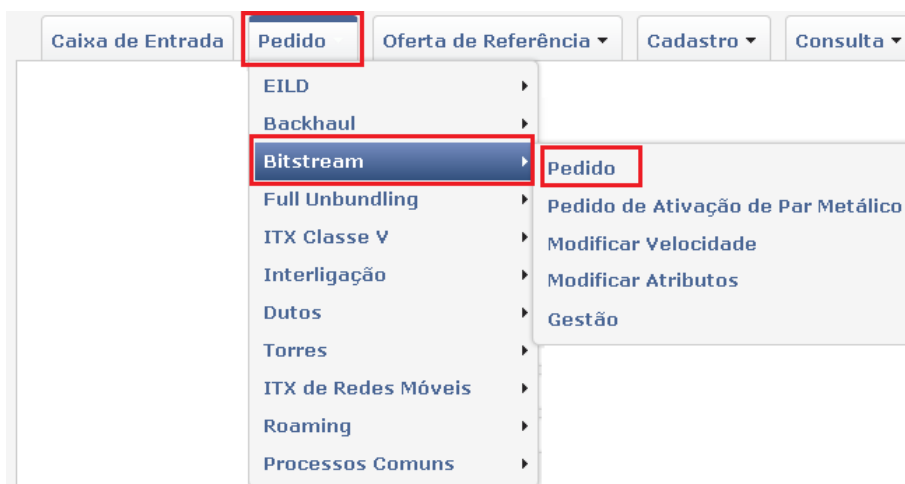 Caixa de Entrada Pedido Oferta de Referência Cadastro Consulta
EILD
Backhaul
Bitstream
Full Unbundling
ITX Classe V
Interligação
Dutos
Torres
ITX de Redes Móveis
Roaming
Processos Comuns
Pedido
Pedido de Ativação de Par Metálico
Modificar Velocidade
Modificar Atributos
Gestão